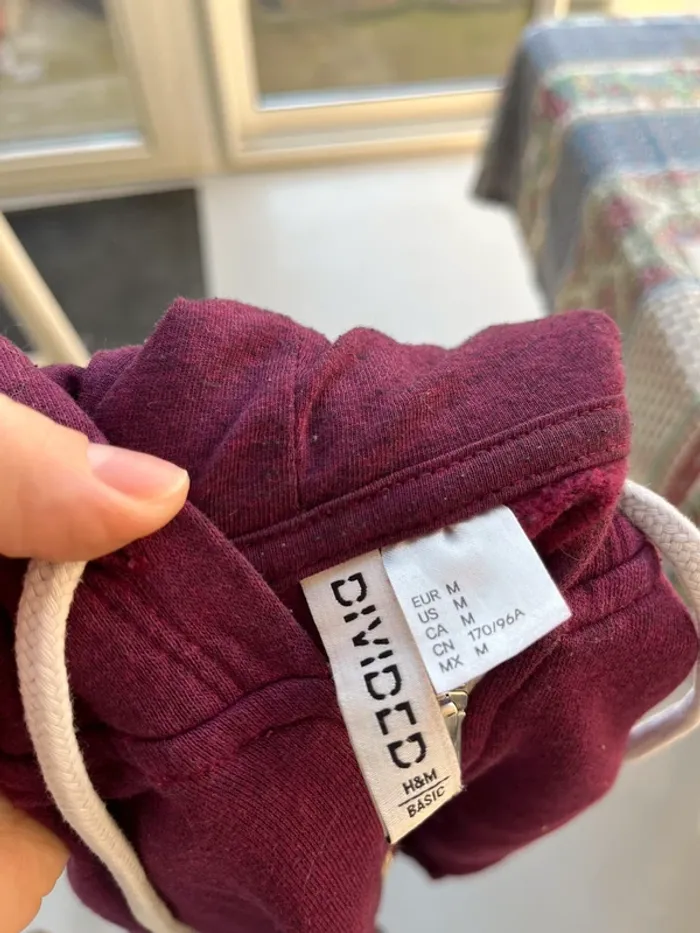 DIVIDED
H&M
BASIC
EUR M
US M
CA M
CN 170/96A
MX M